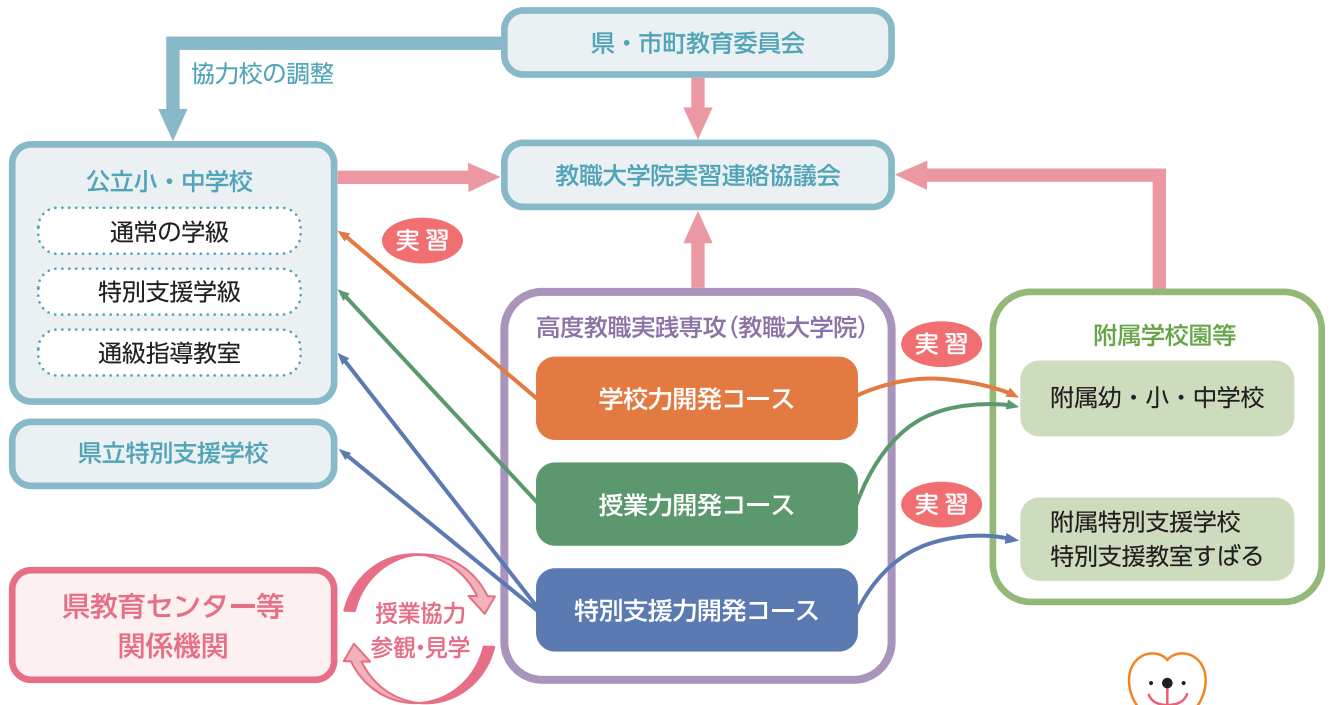 県・市町教育委員会
協力校の調整
公立小・中学校
通常の学級
特別支援学級
通級指導教室
教職大学院実習連絡協議会
実習
県立特別支援学校
高度教職実践専攻(教職大学院)
学校力開発コース
授業力開発コース
特別支援力開発コース
実習
実習
附属学校園等
附属幼・小・中学校
附属特別支援学校
特別支援教室すばる
県教育センター等
関係機関
授業協力
参観・見学